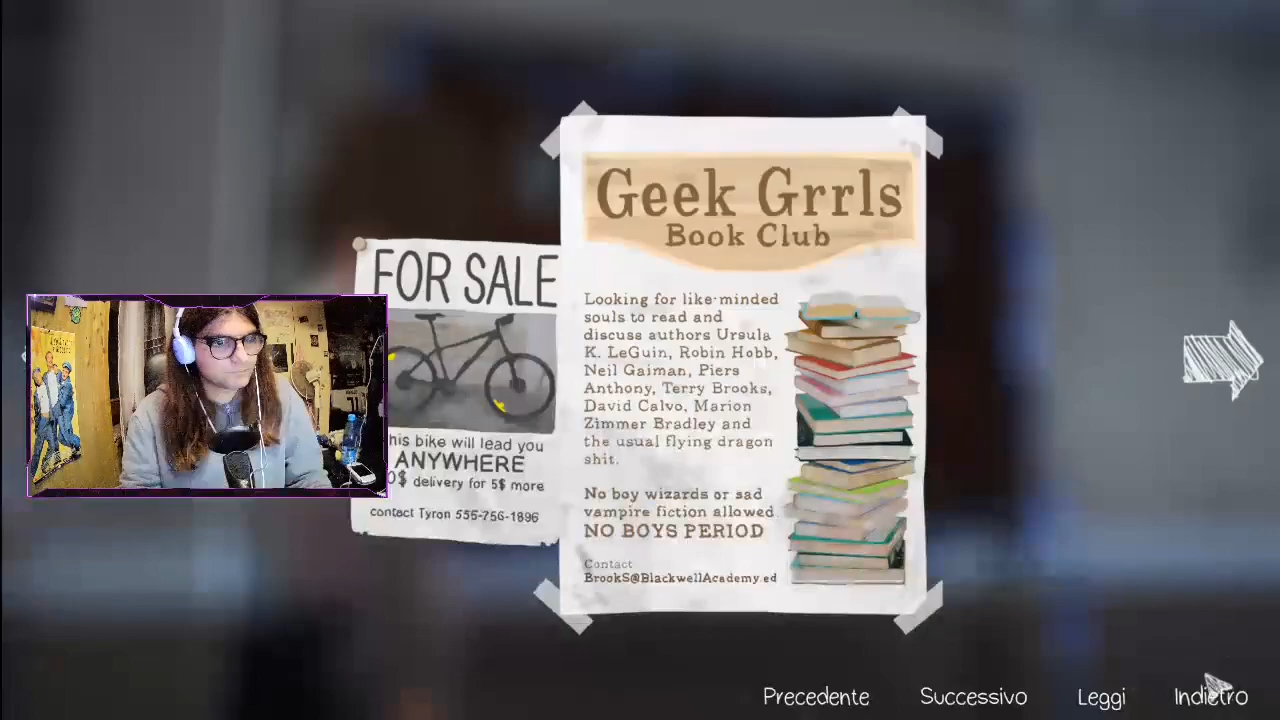 Geek Grrls
Book Club
Looking for like-minded
souls to read and
discuss authors Ursula
K. LeGuin, Robin Hobb,
Neil Gaiman, Piers
Anthony, Terry Brooks,
David Calvo, Marion
Zimmer Bradley and
the usual flying dragon
shit.
No boy wizards or sad
vampire fiction allowed
NO BOYS PERIOD
Contact
BrookS@BlackwellAcademy.ed
FOR SALE
his bike will lead you
ANYWHERE
0$ delivery for 5$ more
contact Tyron 555-756-1896
Precedente
Successivo
Leggi
Indietro